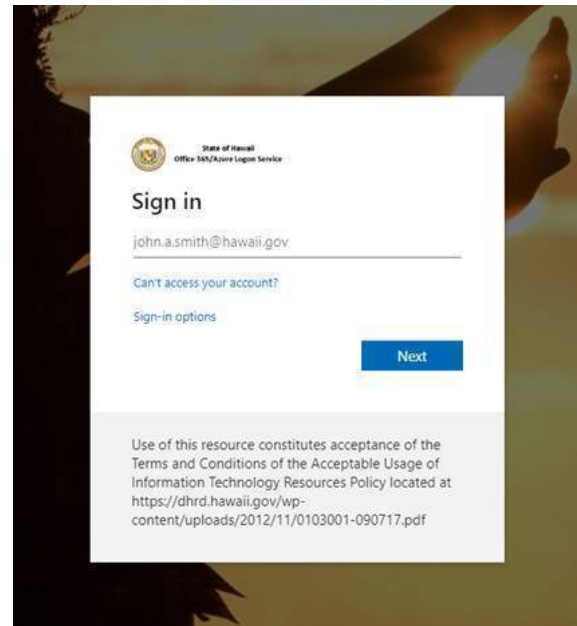 State of Hawaii
Office 365/Azure Logon Service
Sign in
john.a.smith@hawaii.gov
Can't access your account?
Sign-in options
Next
Use of this resource constitutes acceptance of the
Terms and Conditions of the Acceptable Usage of
Information Technology Resources Policy located at
https://dhrd.hawaii.gov/wp-
content/uploads/2012/11/0103001-090717.pdf